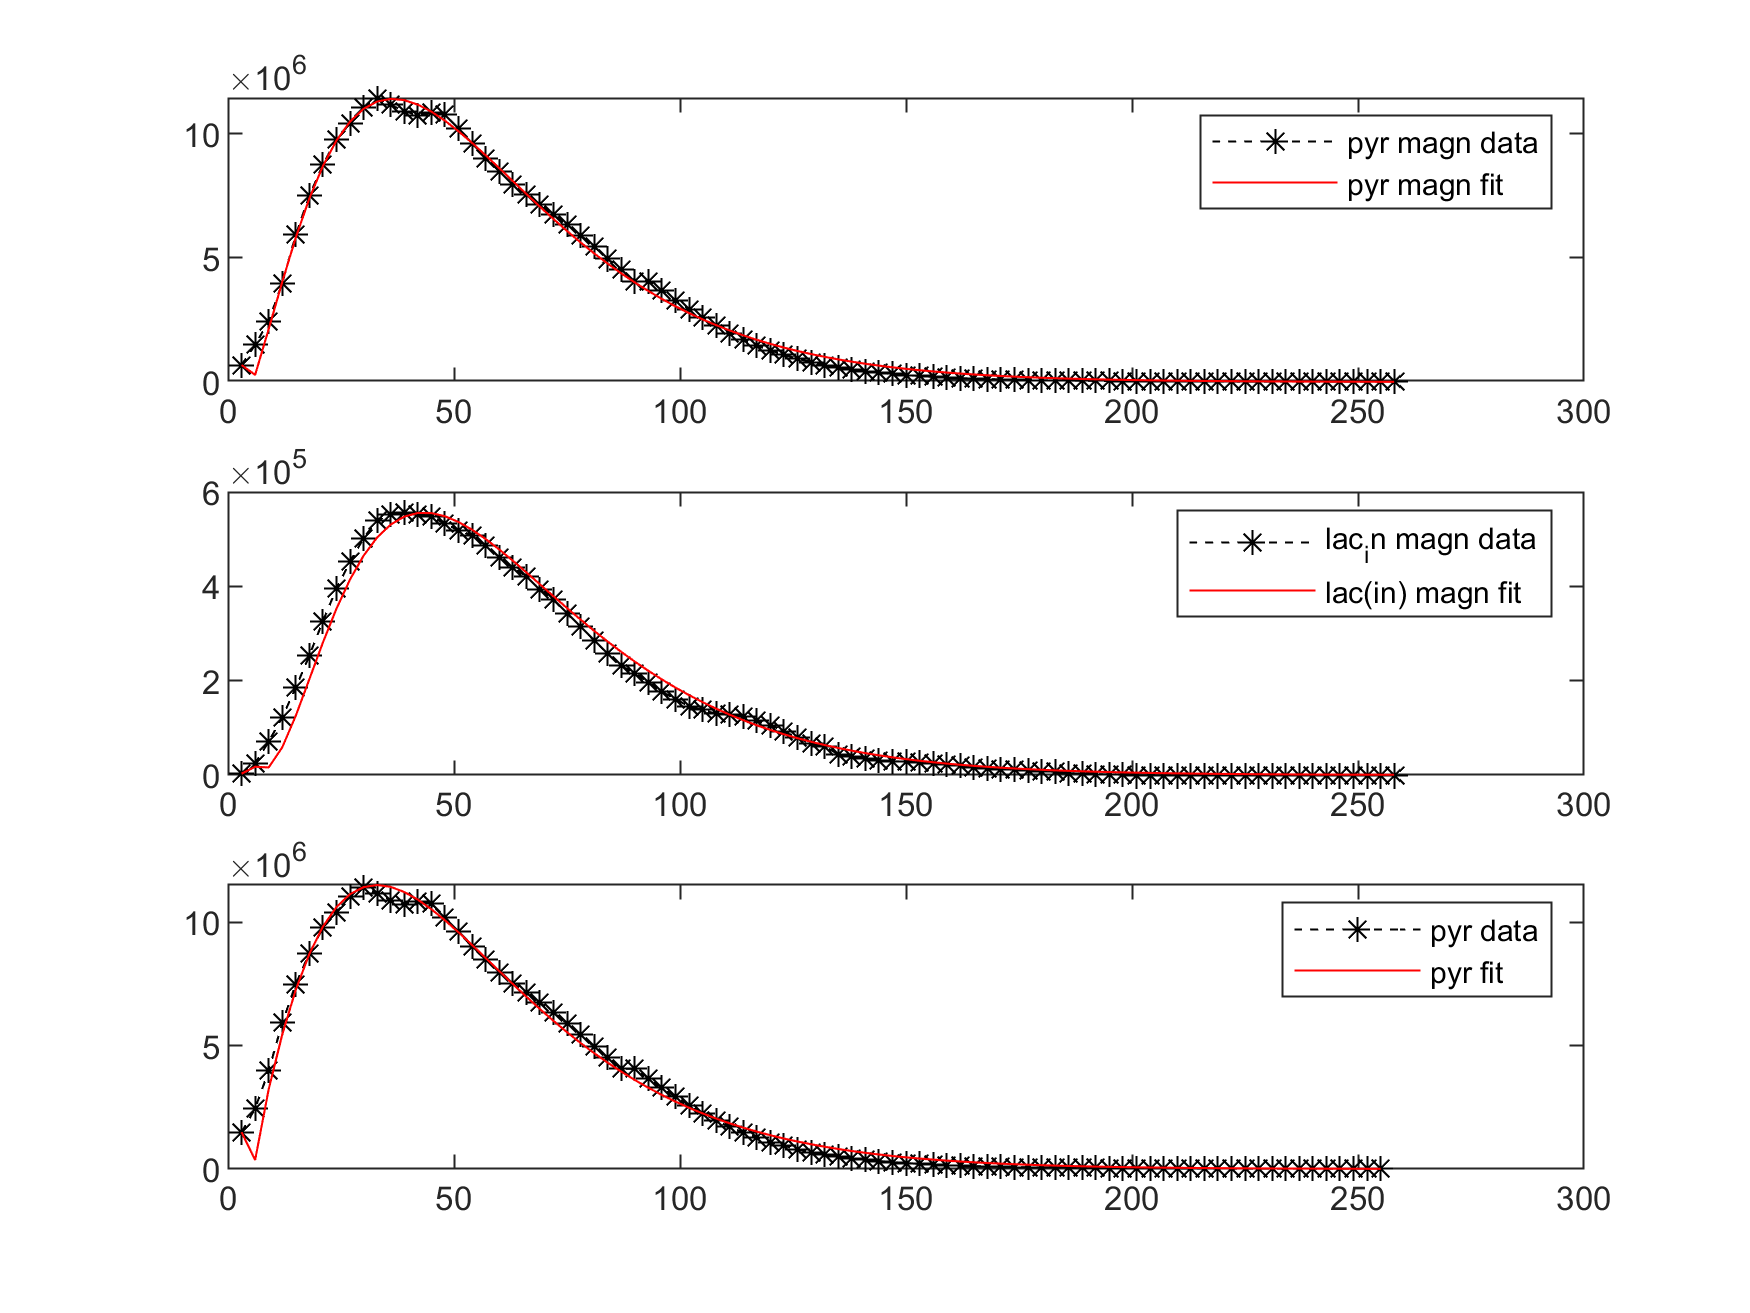 ×10^6
10
5
0
0 50 100 150 200 250 300
pyr magn data
pyr magn fit
×10^5
6
4
2
0
0 50 100 150 200 250 300
lac_in magn data
lac(in) magn fit
×10^6
10
5
0
0 50 100 150 200 250 300
pyr data
pyr fit